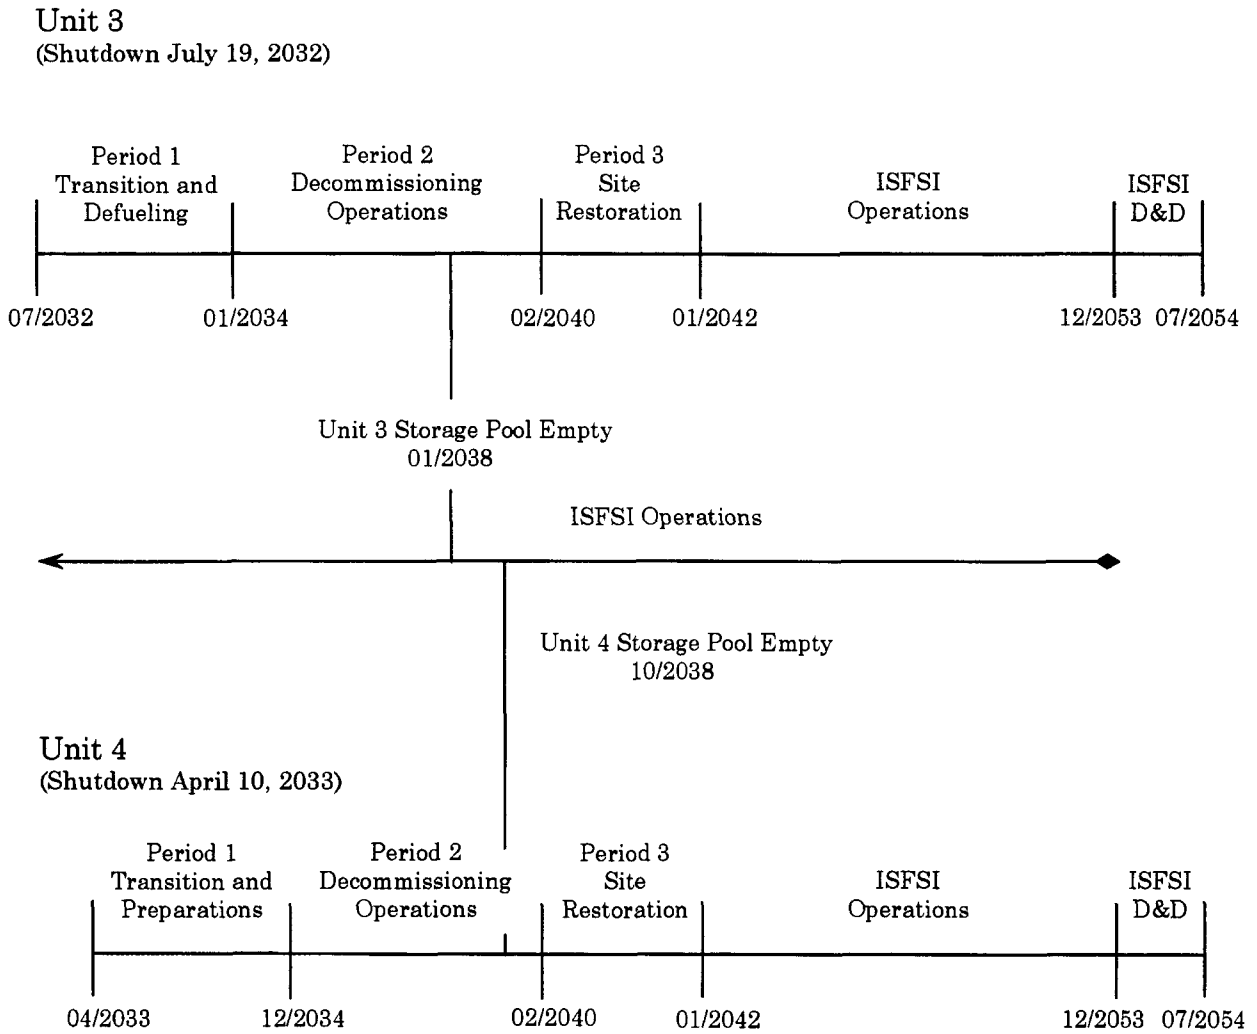 Unit 3
(Shutdown July 19, 2032)
Period 1
Transition and
Defueling
Period 2
Decommissioning
Operations
Period 3
Site
Restoration
ISFSI
Operations
ISFSI
D&D
07/2032
01/2034
02/2040
01/2042
12/2053
07/2054
Unit 3 Storage Pool Empty
01/2038
ISFSI Operations
Unit 4 Storage Pool Empty
10/2038
Unit 4
(Shutdown April 10, 2033)
Period 1
Transition and
Preparations
Period 2
Decommissioning
Operations
Period 3
Site
Restoration
ISFSI
Operations
ISFSI
D&D
04/2033
12/2034
02/2040
01/2042
12/2053
07/2054